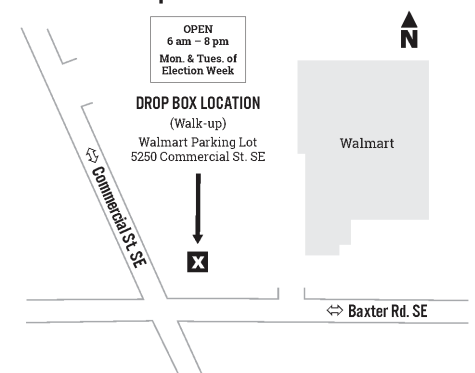 OPEN
6 am – 8 pm
Mon. & Tues. of
Election Week
N
DROP BOX LOCATION
(Walk-up)
Walmart Parking Lot
5250 Commercial St. SE
Walmart
Commercial St. SE
X
Baxter Rd. SE